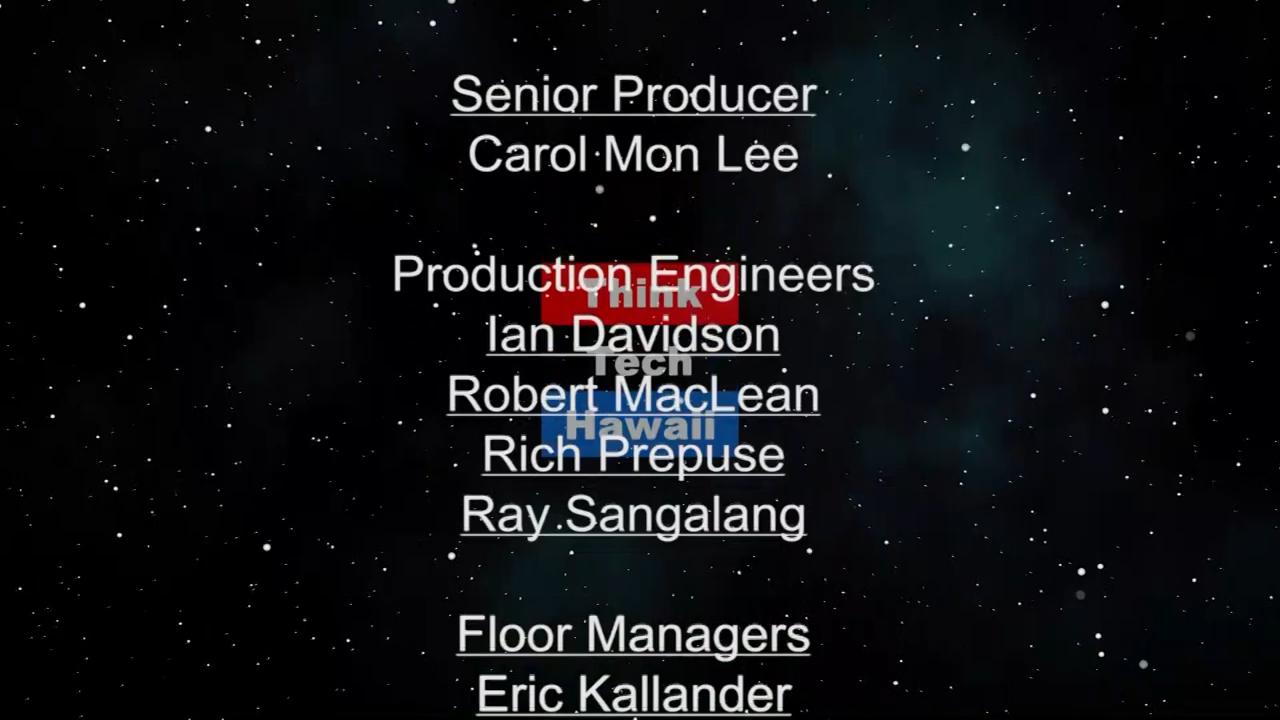 Senior Producer
Carol Mon Lee
Production Engineers
Think
Ian Davidson
Tech
Robert MacLean
Hawaii
Rich Prepuse
Ray Sangalang
Floor Managers
Eric Kallander